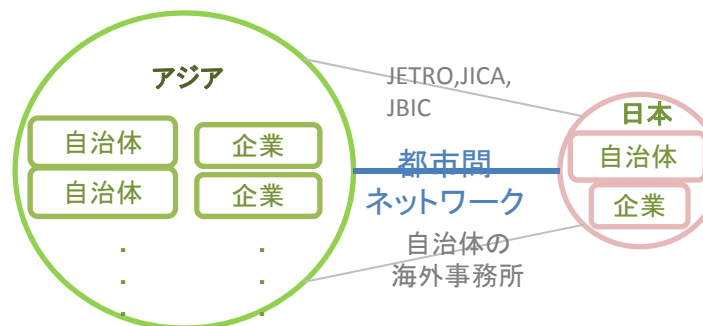 アジア
自治体
企業
自治体
企業
.
.
.
.
.
.
JETRO,JICA,
JBIC
都市間
ネットワーク
自治体の
海外事務所
日本
自治体
企業